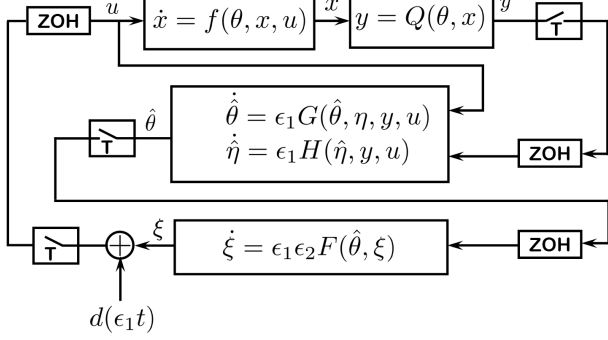 ZOH u ẋ = f(θ, x, u) x y = Q(θ, x) y T
θ̂̇ = ϵ₁G(θ̂, η, y, u)
T θ̂ η̂̇ = ϵ₁H(η̂, y, u) ZOH
T ξ ξ̇ = ϵ₁ϵ₂F(θ̂, ξ) ZOH
d(ϵ₁t)